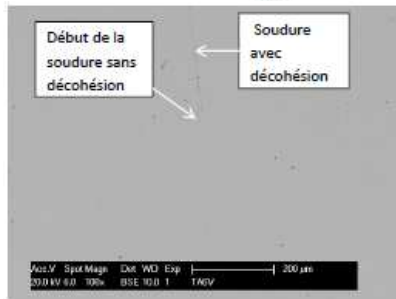 Début de la
soudure sans
décohésion
Soudure
avec
décohésion
Acc.V Spot Magn Det WD Exp
20.0 kV 6.0 100x BSE 10.0 1 TA6V
200 µm